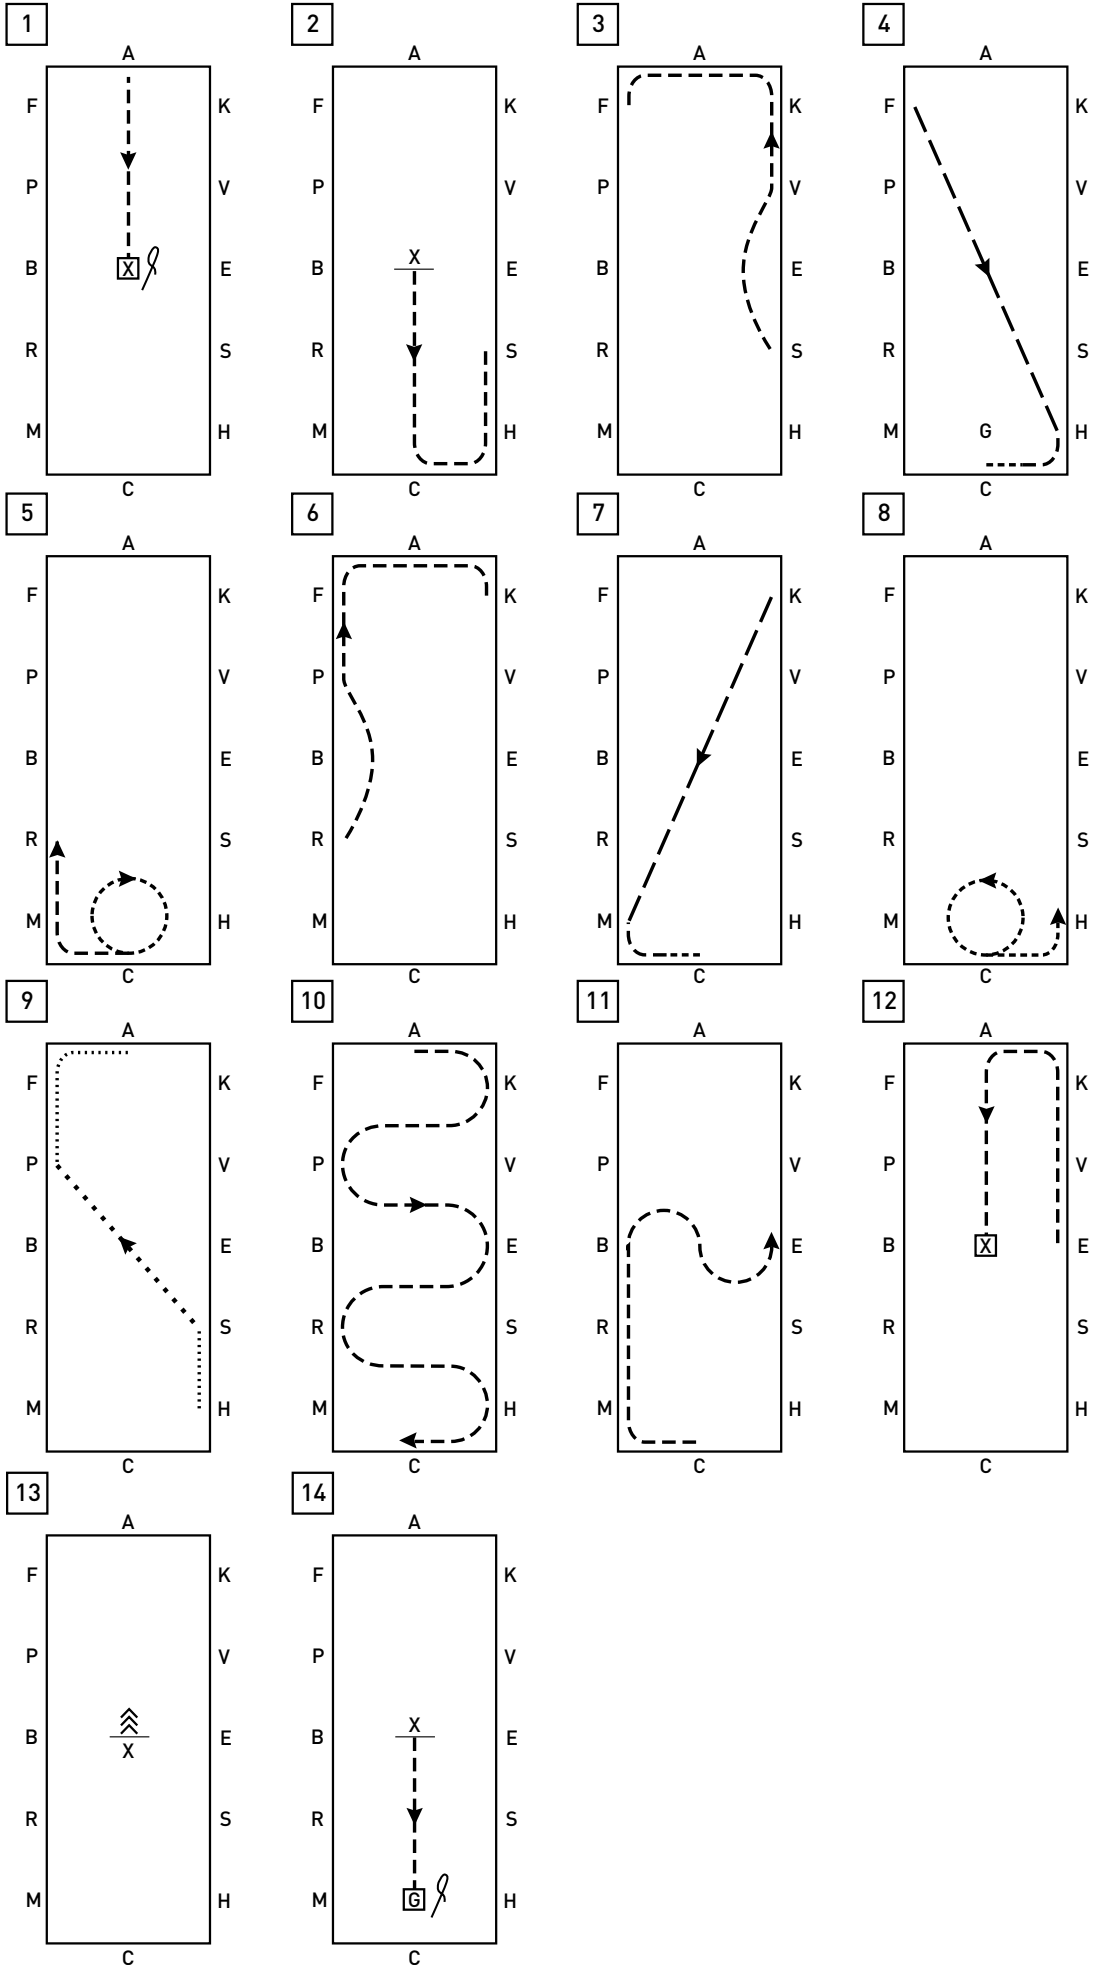 1 2 3 4
A A A A
F K F K F K F K
P V P V P V P V
X
B X E B E B E B E
R S R S R S R S
M H M H M H M G H
C C C C
5 6 7 8
A A A A
F K F K F K F K
P V P V P V P V
B E B E B E B E
R S R S R S R S
M H M H M H M H
C C C C
9 10 11 12
A A A A
F K F K F K F K
P V P V P V P V
B E B E B E B X E
R S R S R S R S
M H M H M H M H
C C C C
13 14
A A
F K F K
P V P V
X
B E B E
X
R S R S
M H M G H
C C